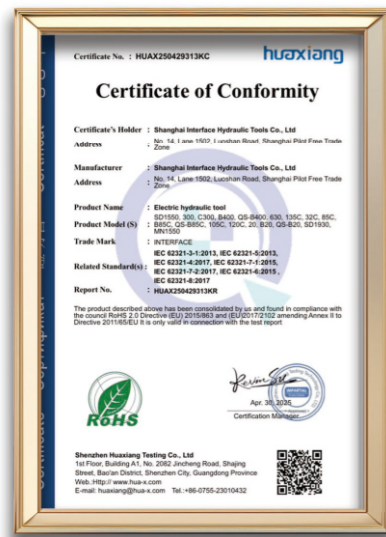 Certificate No. : HUAX250429313KC
huaxiang
Certificate of Conformity
Certificate's Holder : Shanghai Interface Hydraulic Tools Co., Ltd
Address : No. 14, Lane 1502, Luoshan Road, Shanghai Pilot Free Trade
Zone
Manufacturer : Shanghai Interface Hydraulic Tools Co., Ltd
Address : No. 14, Lane 1502, Luoshan Road, Shanghai Pilot Free Trade
Zone
Product Name : Electric hydraulic tool
Product Model (S) : SD1550, 300, C300, B400, QS-B400, 630, 135C, 32C, 85C,
B85C, QS-B85C, 105C, 120C, 20, B20, QS-B20, SD1930,
MN1550
Trade Mark : INTERFACE
Related Standard(s) : IEC 62321-3-1:2013, IEC 62321-5:2013,
IEC 62321-4:2017, IEC 62321-7-1:2015,
IEC 62321-7-2:2017, IEC 62321-6:2015 ,
IEC 62321-8:2017
Report No. : HUAX250429313KR
The product described above has been consolidated by us and found in compliance with
the council RoHS 2.0 Directive (EU) 2015/863 and (EU)2017/2102 amending Annex II to
Directive 2011/65/EU II is only valid in connection with the test report
RoHS
Apr. 30, 2025
Certification Manager
Shenzhen Huaxiang Testing Co., Ltd
1st Floor, Building A1, No. 2082 Jincheng Road, Shajing
Street, Bao'an District, Shenzhen City, Guangdong Province
Web.:Http:// www.hua-x.com
E-mail: huaxiang@hua-x.com Tel.:+86-0755-23010432